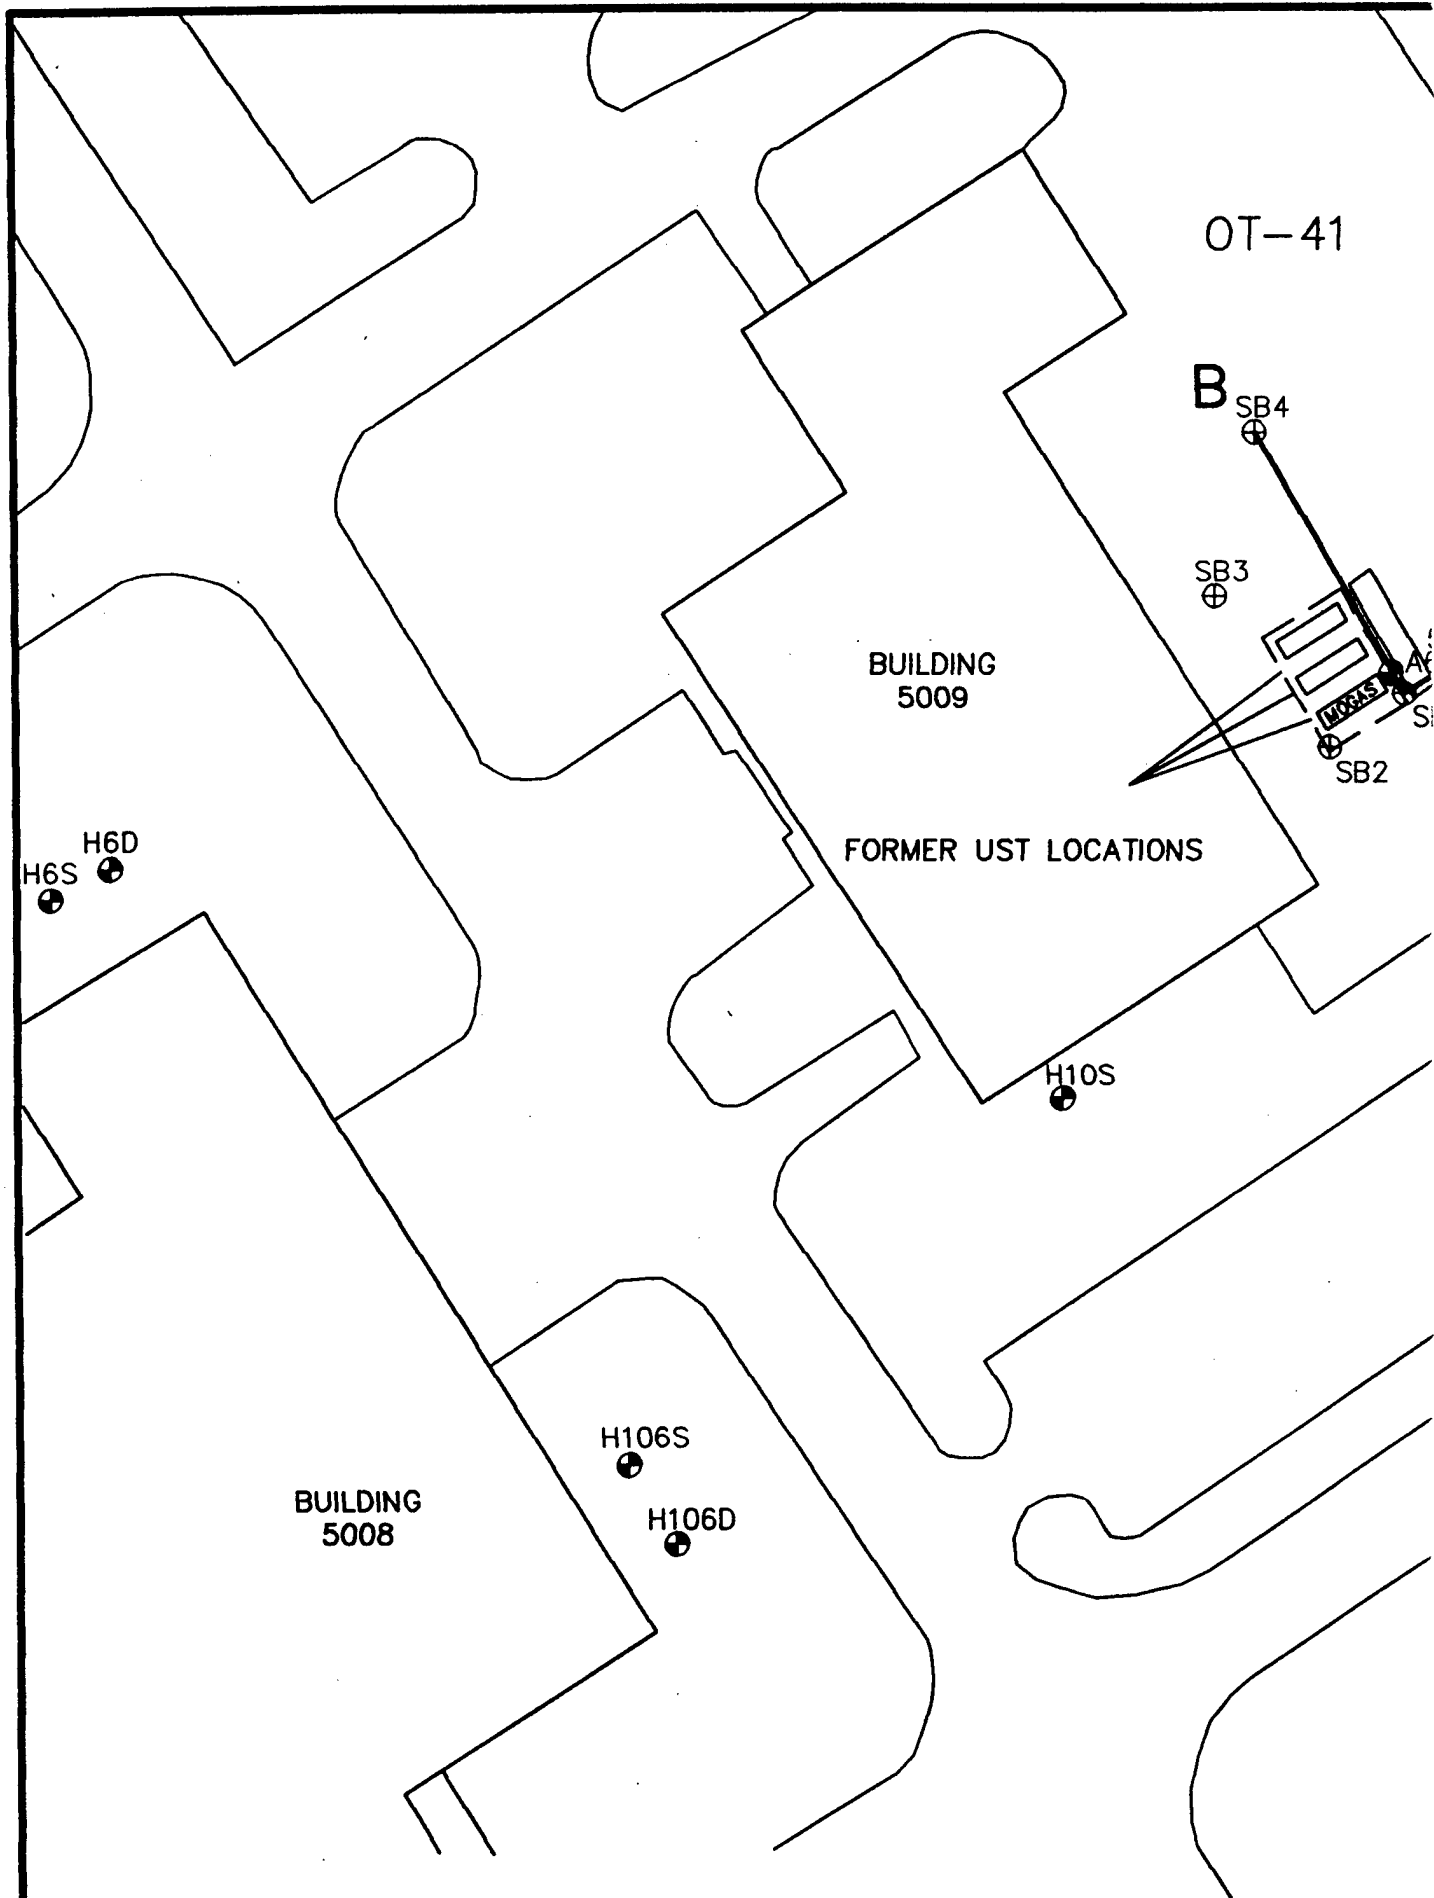 OT-41
B
SB4
SB3
BUILDING
5009
MOGAS
SB2
FORMER UST LOCATIONS
H6D
H6S
H10S
H106S
BUILDING
5008
H106D